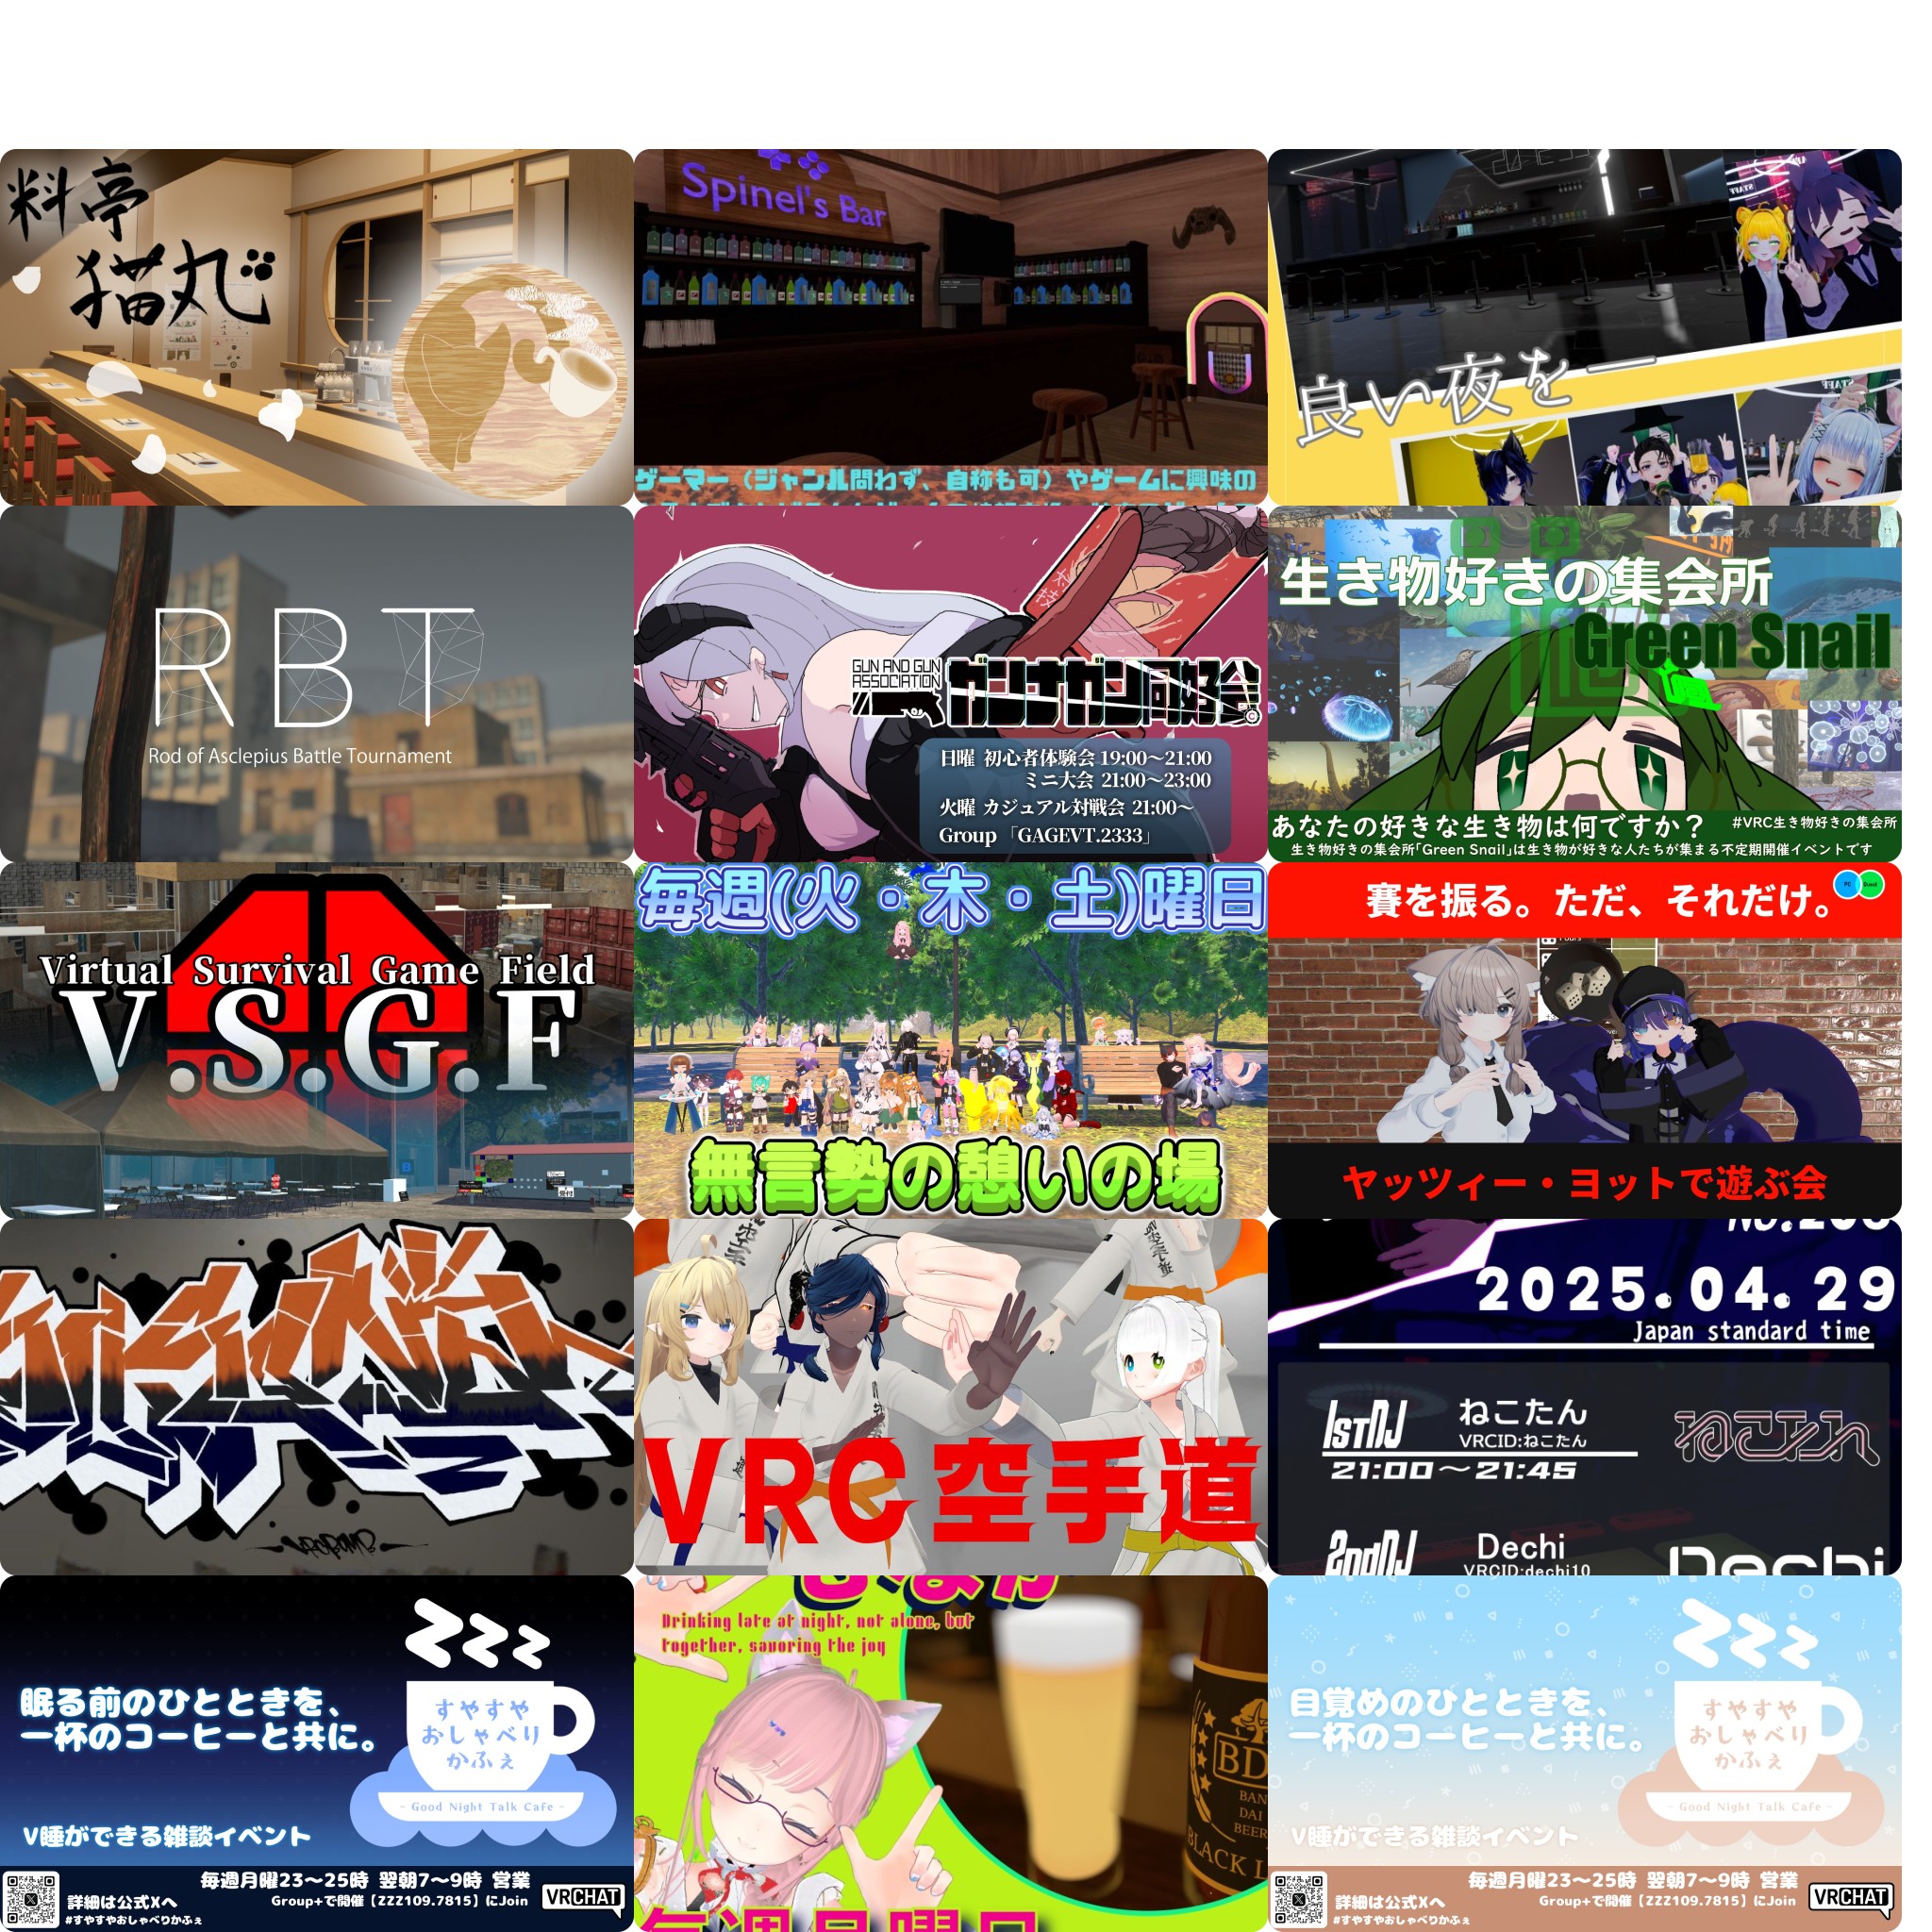 料亭
猫丸
Spinel's Bar
ゲーマー（ジャンル問わず、自称も可）やゲームに興味の
STAFF
良い夜を―
STAFF
RBT
Rod of Asclepius Battle Tournament
GUN AND GUN
ASSOCIATION
ガンナガン同好会
日曜 初心者体験会 19:00～21:00
ミニ大会 21:00～23:00
火曜 カジュアル対戦会 21:00～
Group 「GAGEVT.2333」
生き物好きの集会所
Green Snail
あなたの好きな生き物は何ですか？
#VRC生き物好きの集会所
生き物好きの集会所｢Green Snail｣は生き物が好きな人たちが集まる不定期開催イベントです
Virtual Survival Game Field
V.S.G.F
受付
毎週(火・木・土)曜日
無言勢の憩いの場
賽を振る。ただ、それだけ。
PC
Quest
ヤッツィー・ヨットで遊ぶ会
VRC空手道
2025.04.29
Japan standard time
1stDJ
ねこたん
VRCID:ねこたん
21:00～21:45
ねこたん
2ndDJ
Dechi
VRCID:dechi10
Dechi
zzz
眠る前のひとときを、
一杯のコーヒーと共に。
すやすや
おしゃべり
かふぇ
- Good Night Talk Cafe -
V睡ができる雑談イベント
毎週月曜23～25時 翌朝7～9時 営業
詳細は公式Xへ
Group+で開催【ZZZ109.7815】にJoin
#すやすやおしゃべりかふぇ
VRCHAT
Drinking late at night, not alone, but
together, savoring the joy
毎週月曜日
zzz
目覚めのひとときを、
一杯のコーヒーと共に。
すやすや
おしゃべり
かふぇ
- Good Night Talk Cafe -
V睡ができる雑談イベント
毎週月曜23～25時 翌朝7～9時 営業
詳細は公式Xへ
Group+で開催【ZZZ109.7815】にJoin
#すやすやおしゃべりかふぇ
VRCHAT